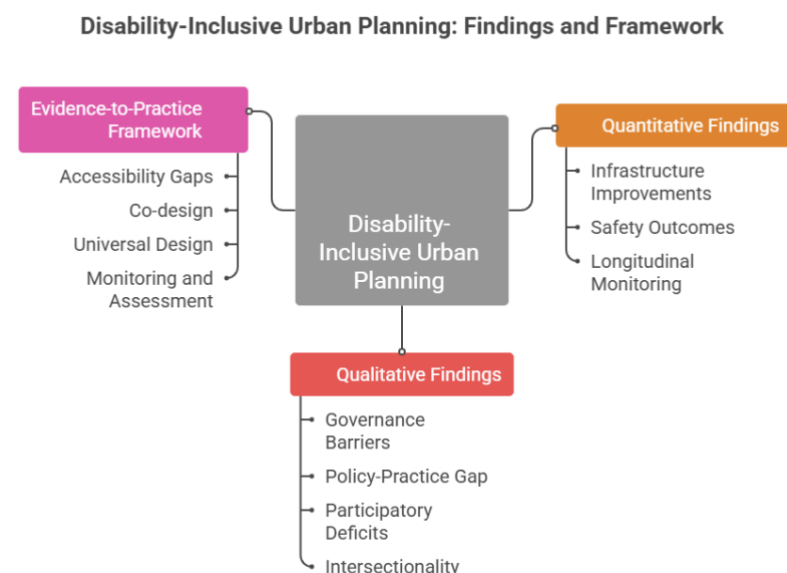 Disability-Inclusive Urban Planning: Findings and Framework
Evidence-to-Practice
Framework
Accessibility Gaps
Co-design
Universal Design
Monitoring and
Assessment
Disability-
Inclusive Urban
Planning
Quantitative Findings
Infrastructure
Improvements
Safety Outcomes
Longitudinal
Monitoring
Qualitative Findings
Governance
Barriers
Policy-Practice Gap
Participatory
Deficits
Intersectionality